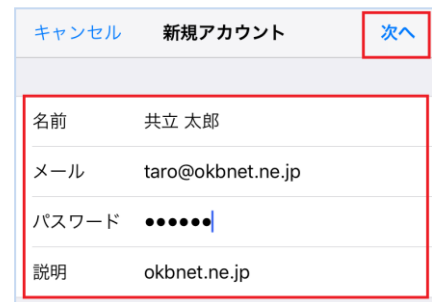 キャンセル 新規アカウント 次へ
名前 共立 太郎
メール taro@okbnet.ne.jp
パスワード ●●●●●●
説明 okbnet.ne.jp